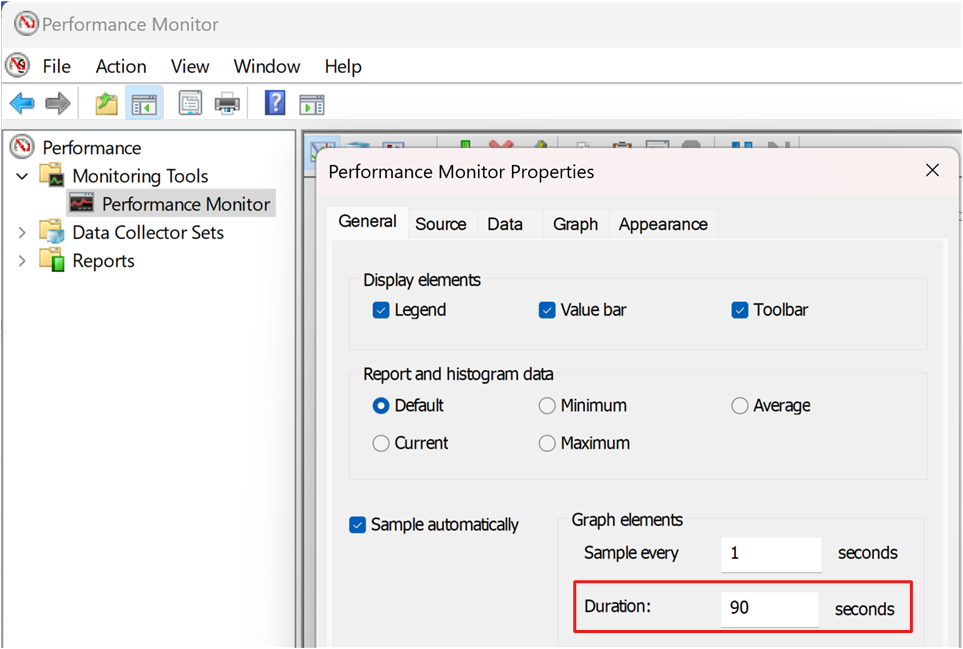 Performance Monitor
File Action View Window Help
Performance
Monitoring Tools
Performance Monitor
Data Collector Sets
Reports
Performance Monitor Properties
General Source Data Graph Appearance
Display elements
Legend Value bar Toolbar
Report and histogram data
Default Minimum Average
Current Maximum
Sample automatically
Graph elements
Sample every 1 seconds
Duration: 90 seconds